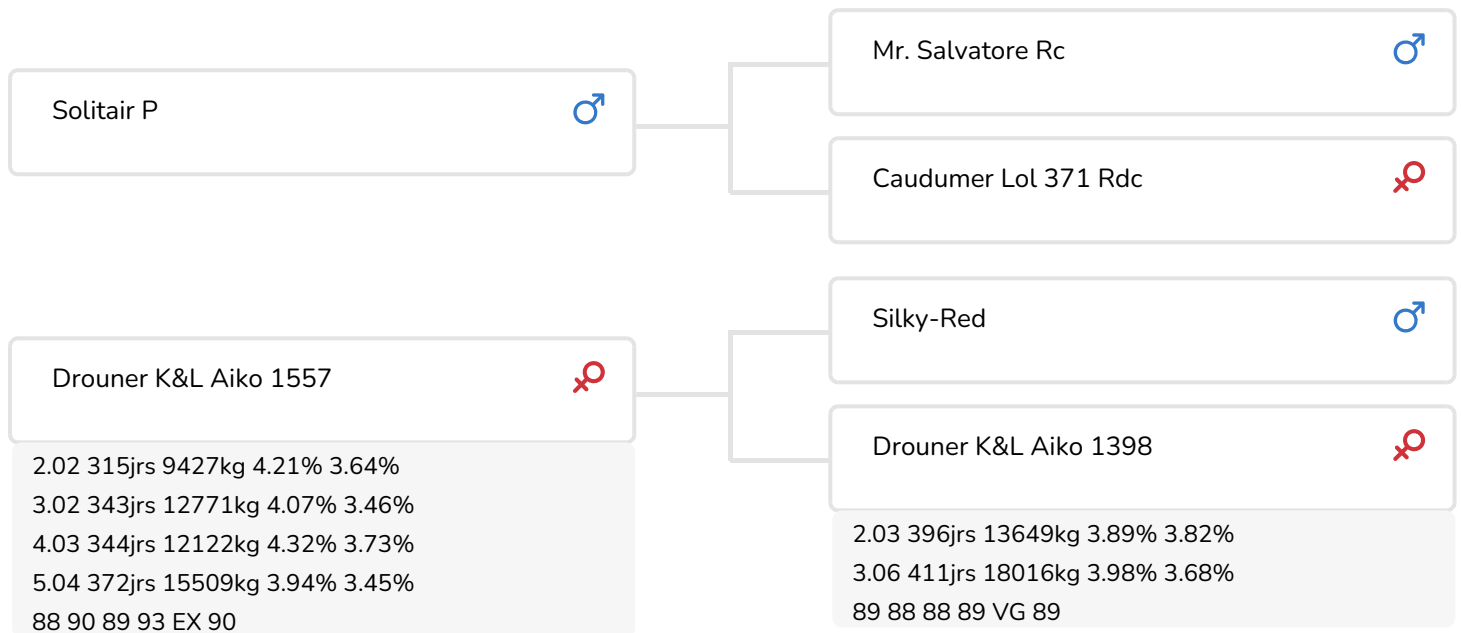 Solitair P
Mr. Salvatore Rc
Caudumer Lol 371 Rdc
Drouner K&L Aiko 1557
2.02 315jrs 9427kg 4.21% 3.64%
3.02 343jrs 12771kg 4.07% 3.46%
4.03 344jrs 12122kg 4.32% 3.73%
5.04 372jrs 15509kg 3.94% 3.45%
88 90 89 93 EX 90
Silky-Red
Drouner K&L Aiko 1398
2.03 396jrs 13649kg 3.89% 3.82%
3.06 411jrs 18016kg 3.98% 3.68%
89 88 88 89 VG 89